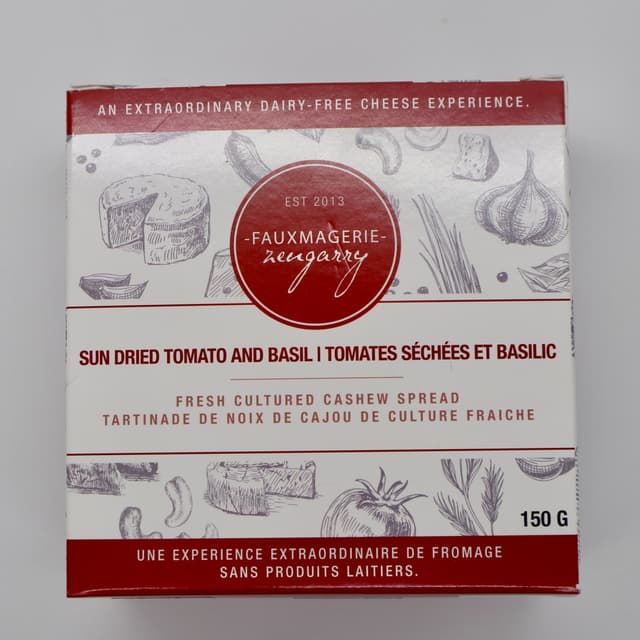 AN EXTRAORDINARY DAIRY-FREE CHEESE EXPERIENCE.
EST 2013
-FAUXMAGERIE-
zengarry
SUN DRIED TOMATO AND BASIL | TOMATES SÉCHÉES ET BASILIC
FRESH CULTURED CASHEW SPREAD
TARTINADE DE NOIX DE CAJOU DE CULTURE FRAICHE
150 G
UNE EXPERIENCE EXTRAORDINAIRE DE FROMAGE
SANS PRODUITS LAITIERS.